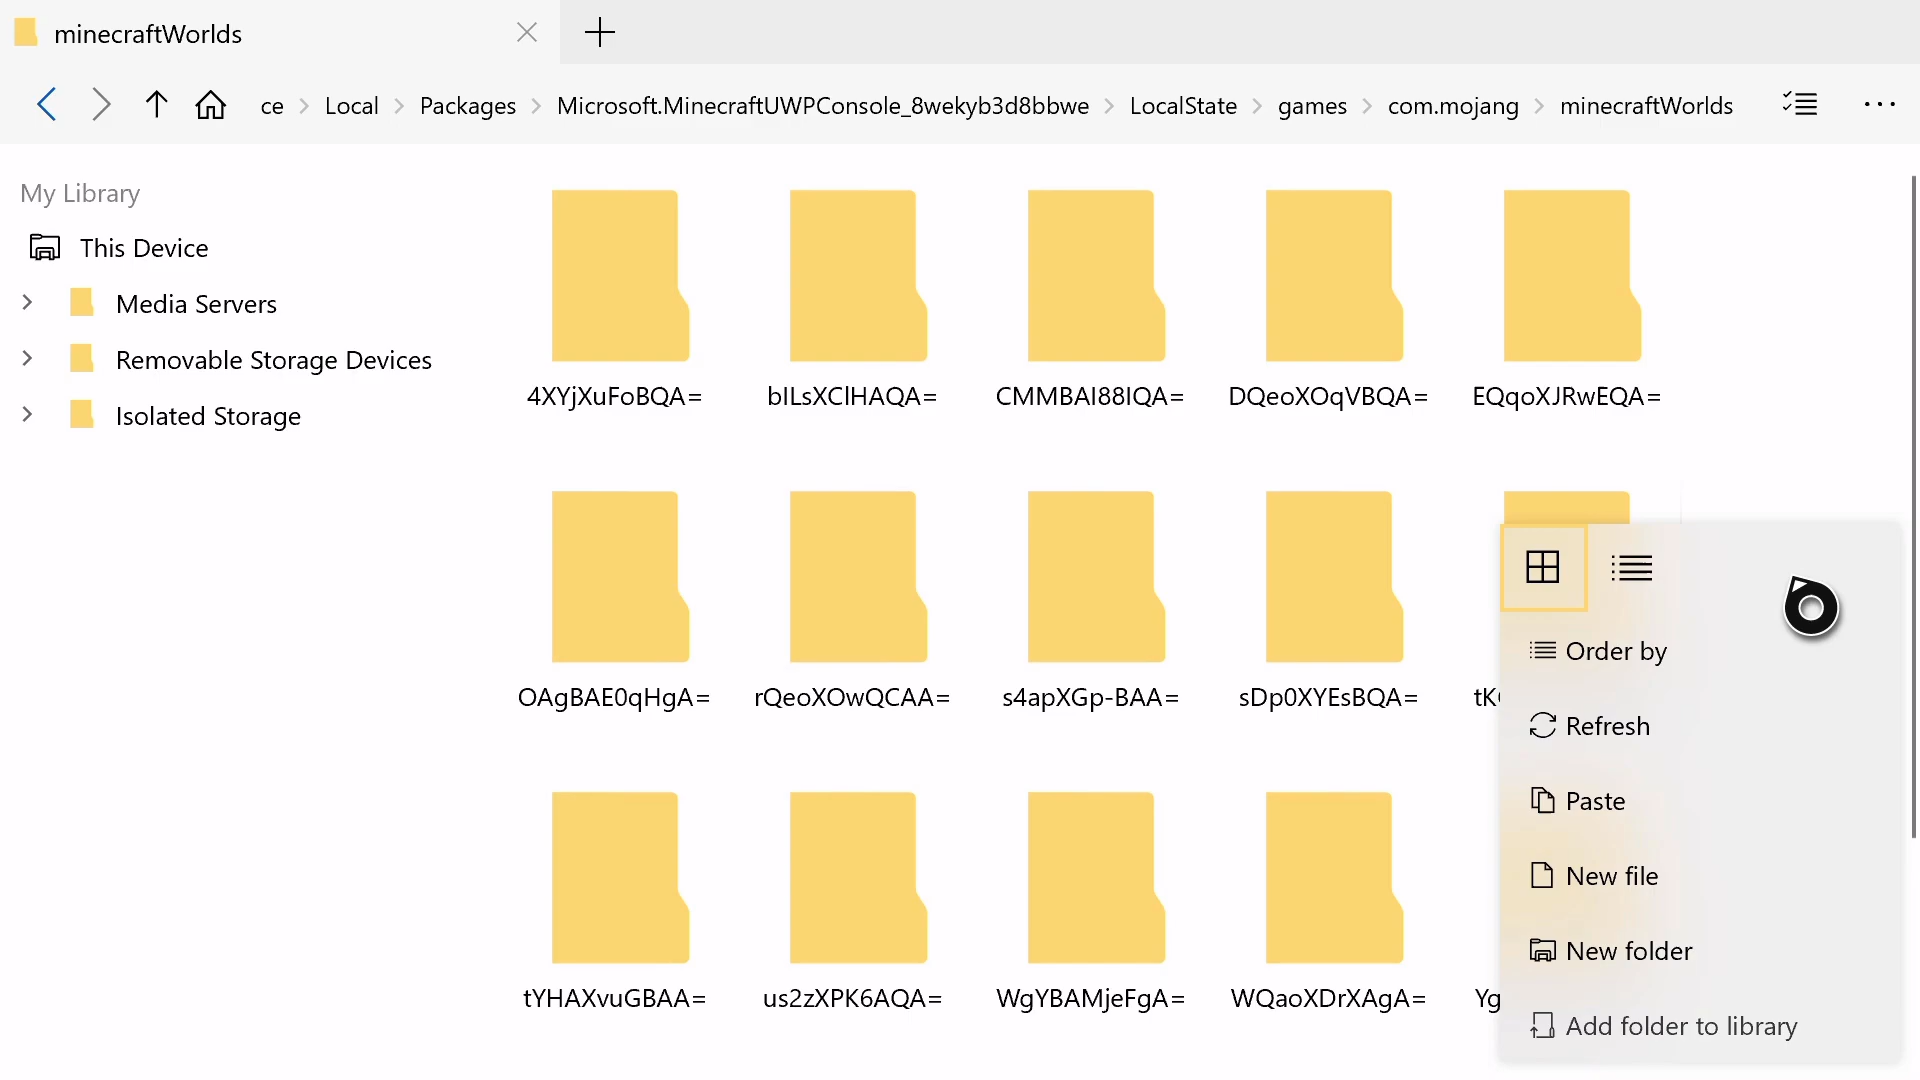 minecraftWorlds
ce > Local > Packages > Microsoft.MinecraftUWPConsole_8wekyb3d8bbwe > LocalState > games > com.mojang > minecraftWorlds
My Library
This Device
Media Servers
Removable Storage Devices
Isolated Storage
4XYjXuFoBQA= bILsXClHAQA= CMMBAI88IQA= DQeoXOqVBQA= EQqoXJRwEQA=
OAgBAE0qHgA= rQeoXOwQCAA= s4apXGp-BAA= sDp0XYEsBQA=
tYHAXvuGBAA= us2zXPK6AQA= WgYBAMjeFgA= WQaoXDrXAgA= Yg
Order by
Refresh
Paste
New file
New folder
Add folder to library